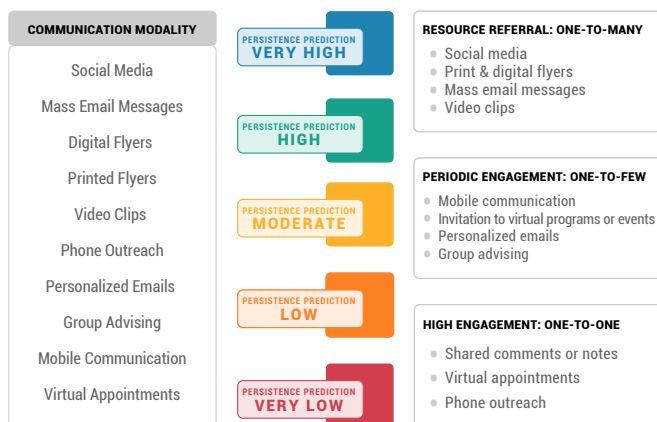 COMMUNICATION MODALITY
Social Media
Mass Email Messages
Digital Flyers
Printed Flyers
Video Clips
Phone Outreach
Personalized Emails
Group Advising
Mobile Communication
Virtual Appointments
PERSISTENCE PREDICTION
VERY HIGH
PERSISTENCE PREDICTION
HIGH
PERSISTENCE PREDICTION
MODERATE
PERSISTENCE PREDICTION
LOW
PERSISTENCE PREDICTION
VERY LOW
RESOURCE REFERRAL: ONE-TO-MANY
Social media
Print & digital flyers
Mass email messages
Video clips
PERIODIC ENGAGEMENT: ONE-TO-FEW
Mobile communication
Invitation to virtual programs or events
Personalized emails
Group advising
HIGH ENGAGEMENT: ONE-TO-ONE
Shared comments or notes
Virtual appointments
Phone outreach